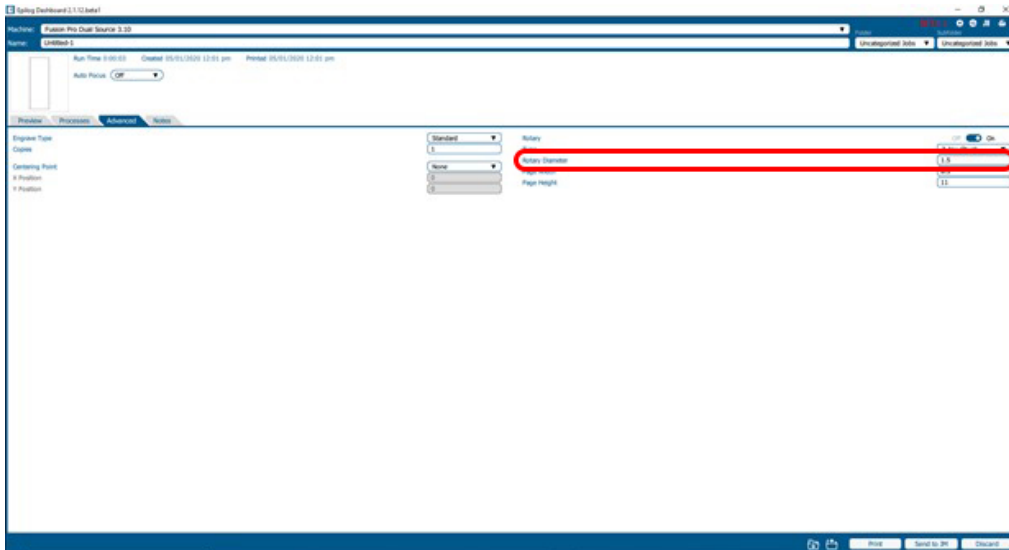 Epilog Dashboard 2.1.12.beta1
Machine: Fusion Pro Dual Source 3.10
Name: Untitled-1
Folder Subfolder
Uncategorized Jobs Uncategorized Jobs
Run Time 0:00:03 Created 05/01/2020 12:01 pm Printed 05/01/2020 12:01 pm
Auto Focus Off
Preview Processes Advanced Notes
Engrave Type Standard
Copies 1
Centering Point None
X Position 0
Y Position 0
Rotary Off On
Rotary Diameter 1.5
Page Width
Page Height 11
Print Send to JM Discard